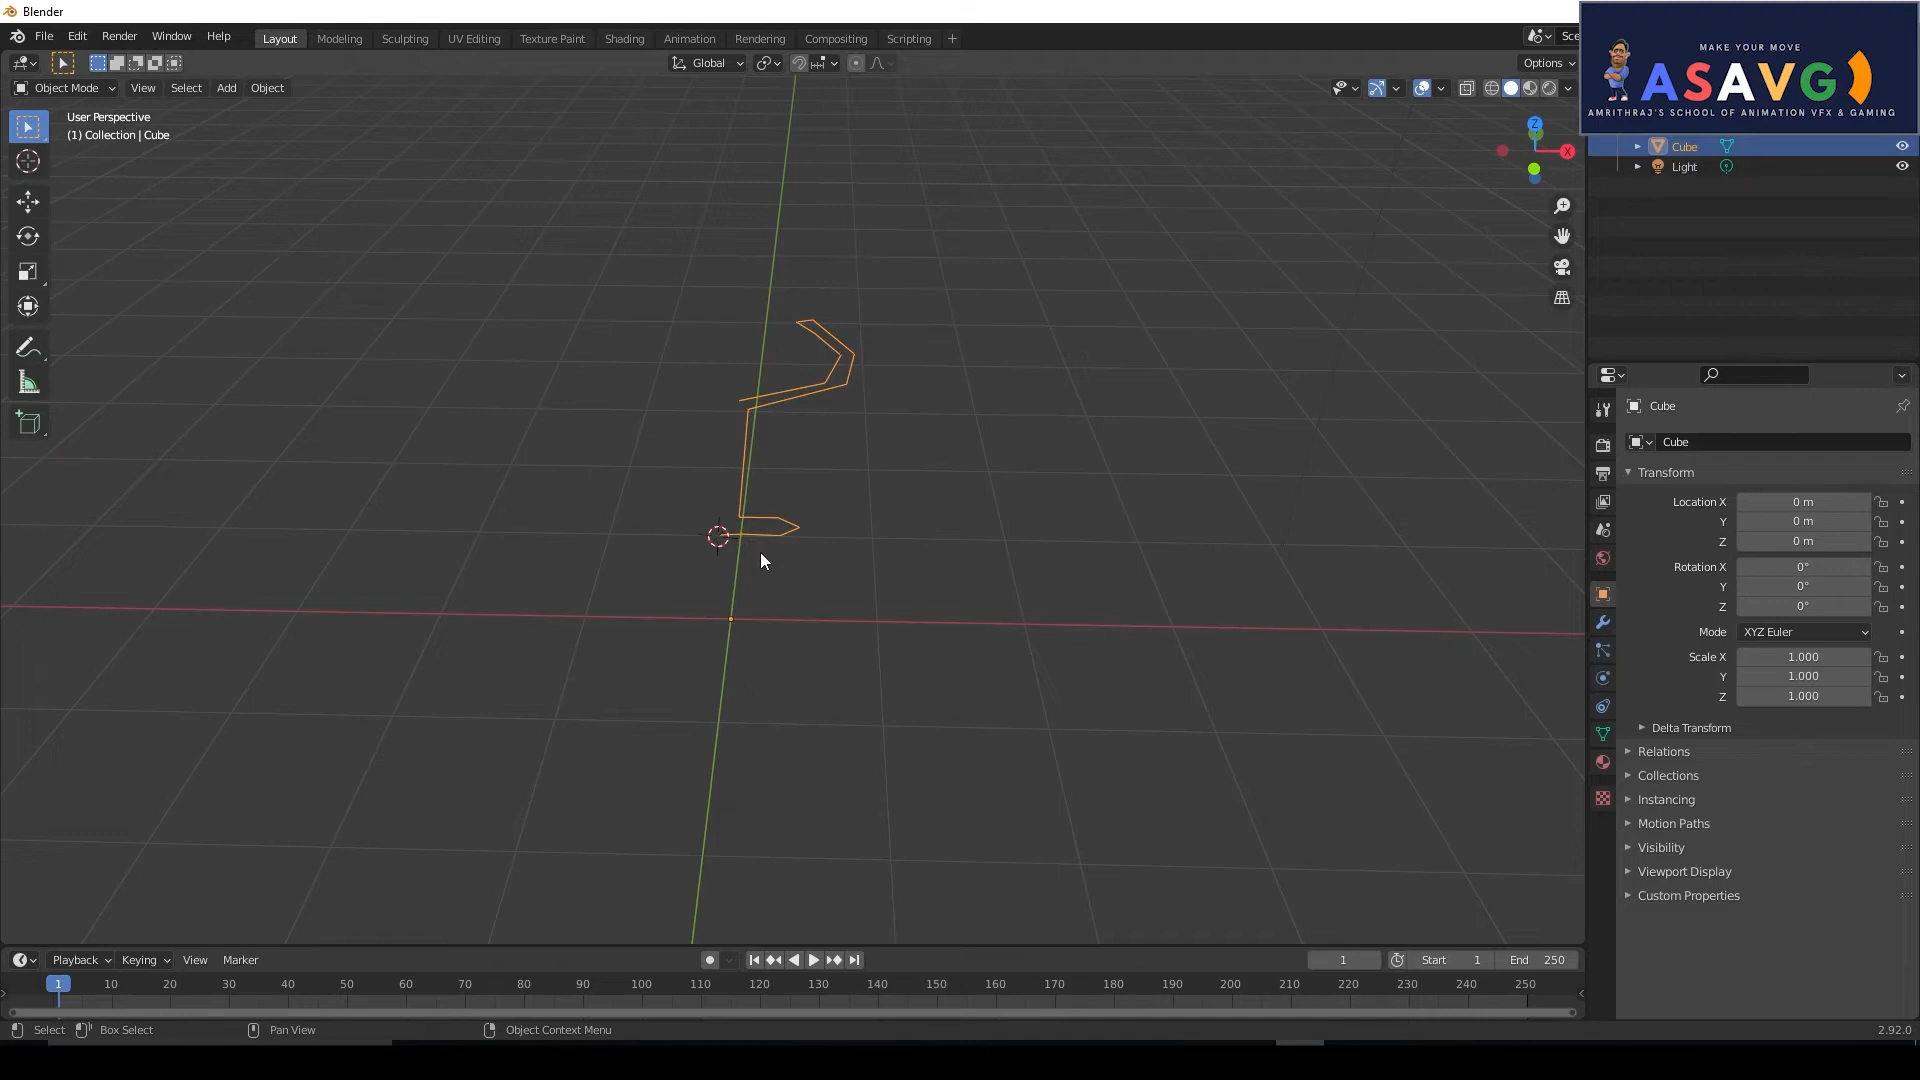 Blender
File Edit Render Window Help Layout Modeling Sculpting UV Editing Texture Paint Shading Animation Rendering Compositing Scripting + Sce
MAKE YOUR MOVE
ASAVG
AMRITHRAJ'S SCHOOL OF ANIMATION VFX & GAMING
Global Options
Object Mode View Select Add Object
User Perspective
(1) Collection | Cube
Z
X
Cube
Light
Cube
Cube
Transform
Location X 0 m
Y 0 m
Z 0 m
Rotation X 0°
Y 0°
Z 0°
Mode XYZ Euler
Scale X 1.000
Y 1.000
Z 1.000
Delta Transform
Relations
Collections
Instancing
Motion Paths
Visibility
Viewport Display
Custom Properties
Playback Keying View Marker 1 Start 1 End 250
1 10 20 30 40 50 60 70 80 90 100 110 120 130 140 150 160 170 180 190 200 210 220 230 240 250
Select Box Select Pan View Object Context Menu 2.92.0